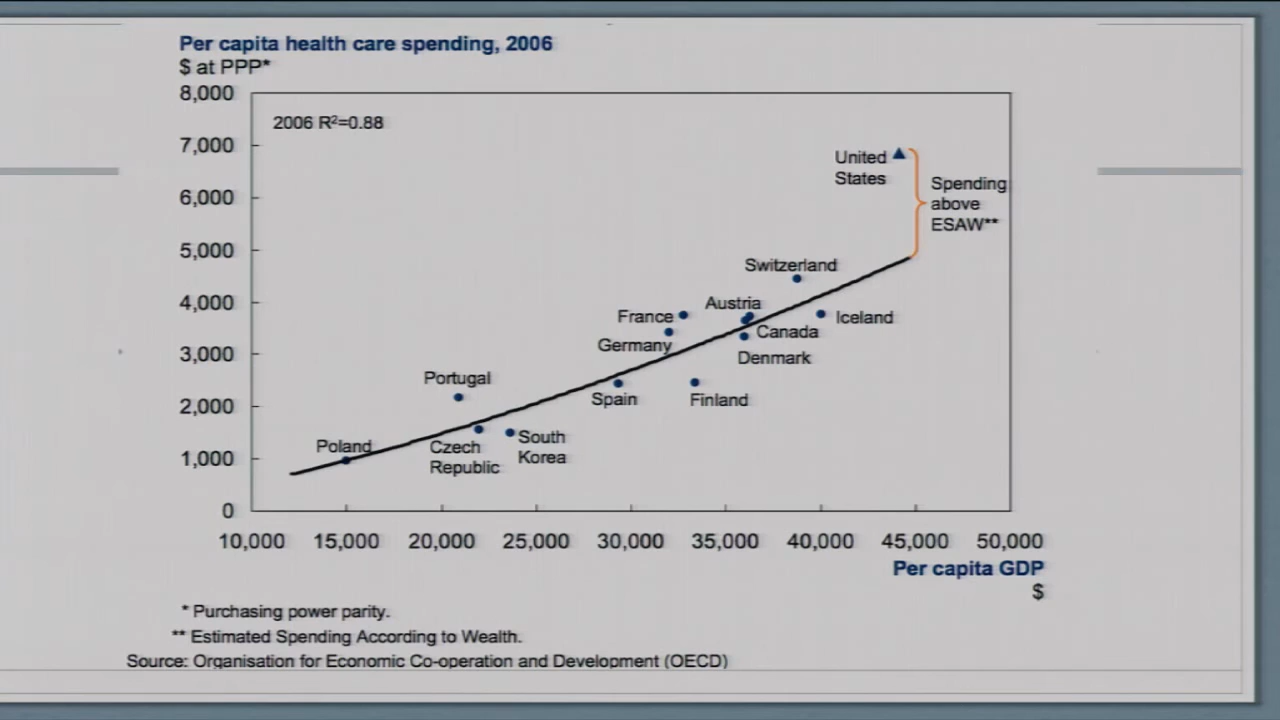 Per capita health care spending, 2006
$ at PPP*
8,000
2006 R²=0.88
7,000
United
States
Spending
above
ESAW**
6,000
5,000
Switzerland
4,000
France
Austria
Iceland
Canada
Germany
3,000
Denmark
Portugal
2,000
Spain
Finland
Poland
Czech
Republic
South
Korea
1,000
0
10,000 15,000 20,000 25,000 30,000 35,000 40,000 45,000 50,000
Per capita GDP
$
* Purchasing power parity.
** Estimated Spending According to Wealth.
Source: Organisation for Economic Co-operation and Development (OECD)